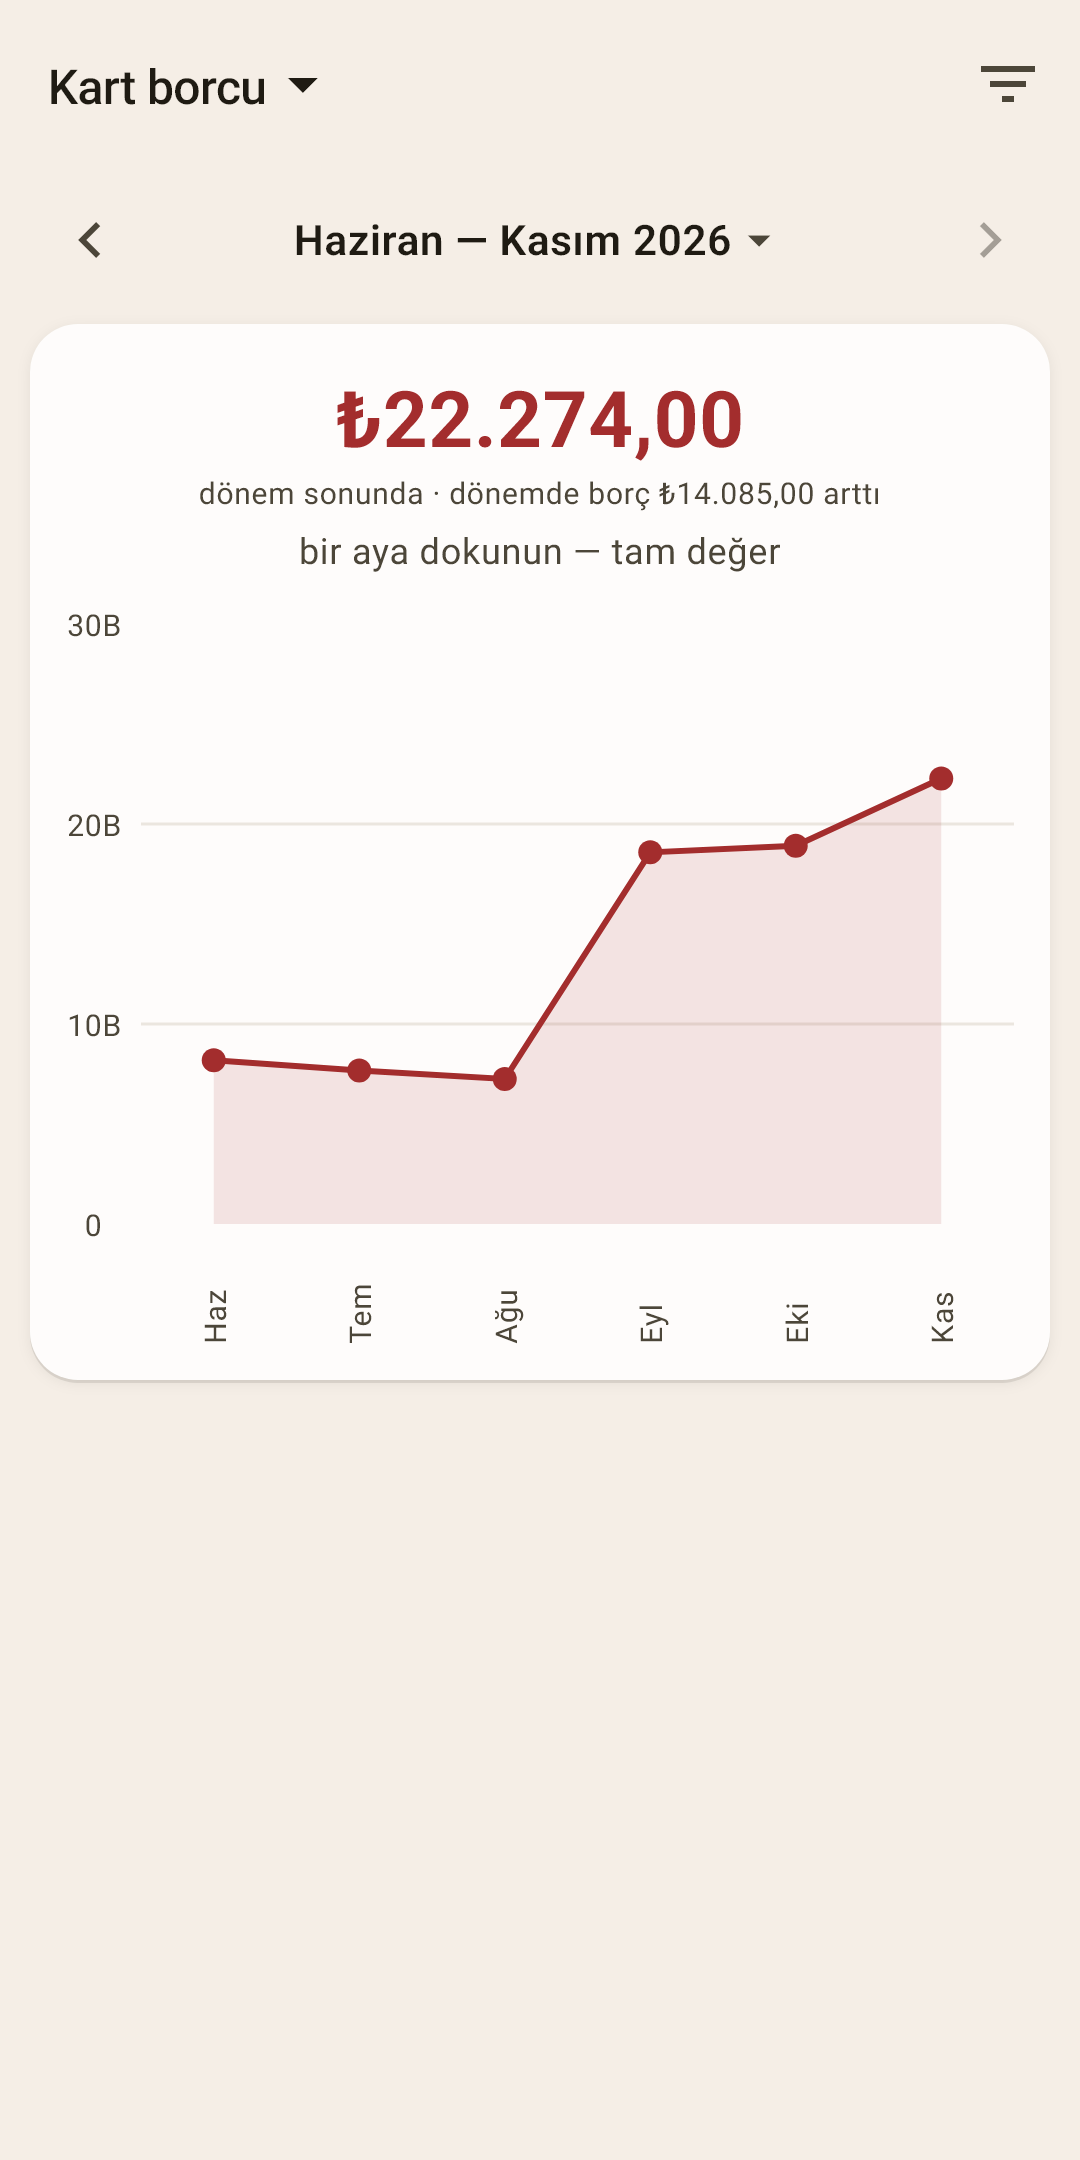 Kart borcu
Haziran — Kasım 2026
₺22.274,00
dönem sonunda · dönemde borç ₺14.085,00 arttı
bir aya dokunun — tam değer
30B
20B
10B
0
Haz
Tem
Ağu
Eyl
Eki
Kas